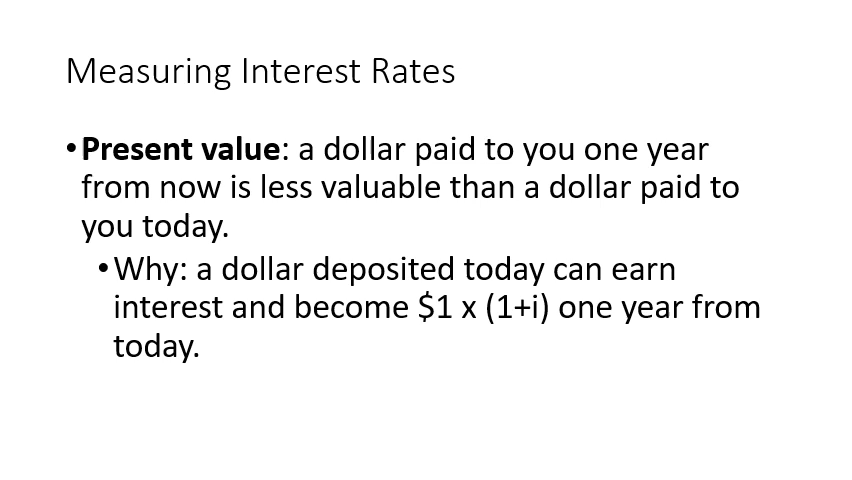 Measuring Interest Rates
•Present value: a dollar paid to you one year
from now is less valuable than a dollar paid to
you today.
•Why: a dollar deposited today can earn
interest and become $1 x (1+i) one year from
today.